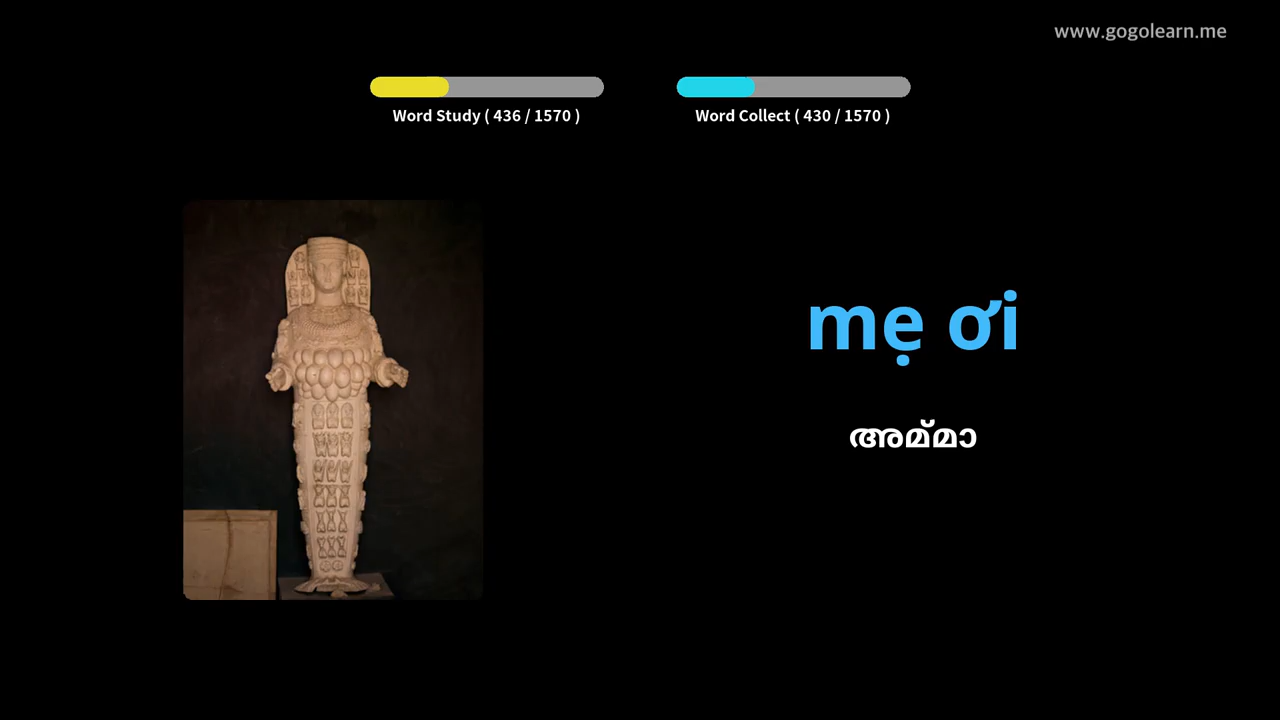 www.gogolearn.me
Word Study ( 436 / 1570 )
Word Collect ( 430 / 1570 )
mẹ ơi
അമ്മാ